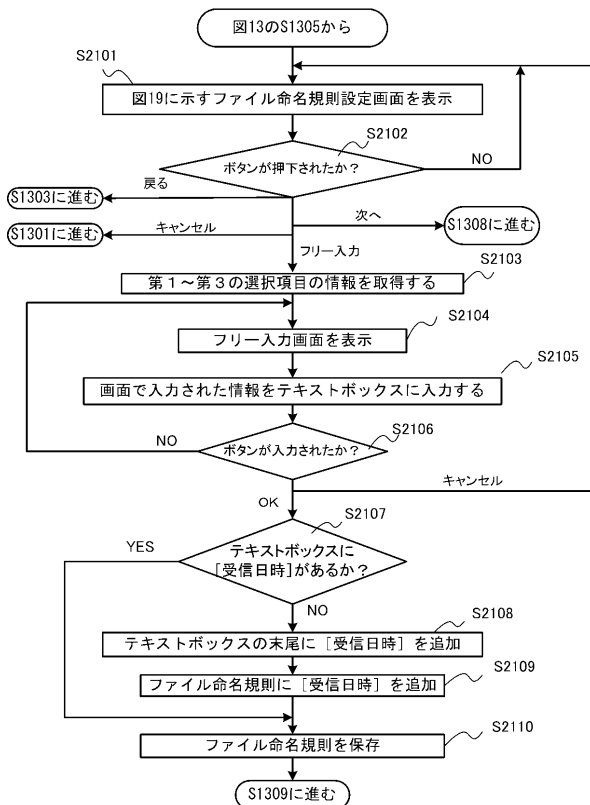 図13のS1305から
S2101
図19に示すファイル命名規則設定画面を表示
S2102
ボタンが押下されたか？
NO
戻る
S1303に進む
次へ
S1308に進む
キャンセル
S1301に進む
フリー入力
S2103
第１～第３の選択項目の情報を取得する
S2104
フリー入力画面を表示
S2105
画面で入力された情報をテキストボックスに入力する
S2106
NO
ボタンが入力されたか？
キャンセル
OK
S2107
YES
テキストボックスに
[受信日時]があるか？
NO
S2108
テキストボックスの末尾に［受信日時］を追加
S2109
ファイル命名規則に［受信日時］を追加
S2110
ファイル命名規則を保存
S1309に進む